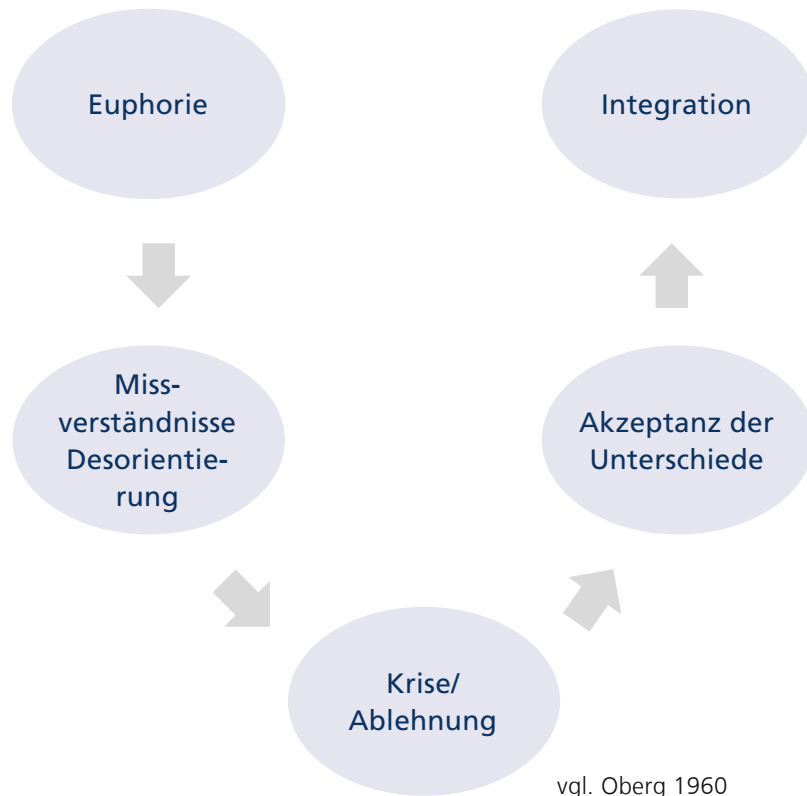 Euphorie
Miss-
verständnisse
Desorientie-
rung
Krise/
Ablehnung
Akzeptanz der
Unterschiede
Integration
vgl. Oberg 1960